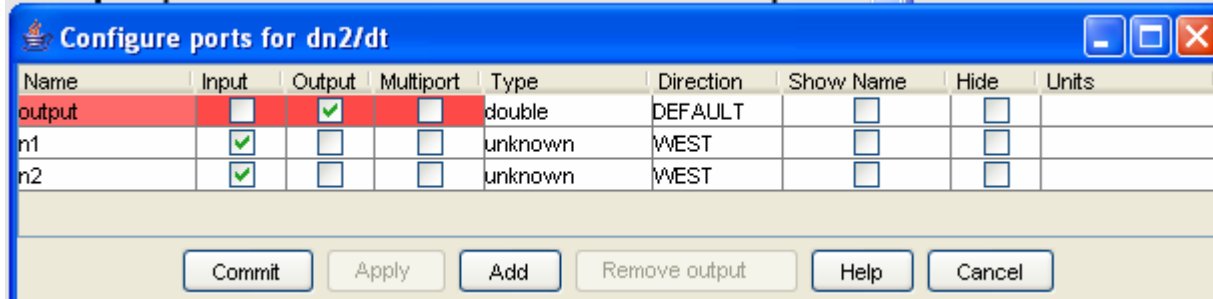 Configure ports for dn2/dt
Name Input Output Multiport Type Direction Show Name Hide Units
output double DEFAULT
n1 unknown WEST
n2 unknown WEST
Commit Apply Add Remove output Help Cancel